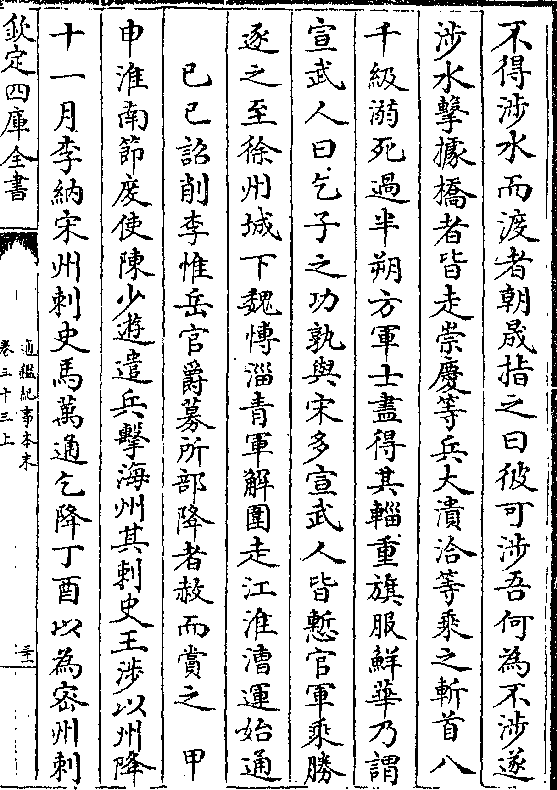 不得涉水而渡者朝晟指之曰彼可涉吾何為不涉遂
涉水擊據橋者皆走崇慶等兵大潰洽等乘之斬首八
千級溺死過半朔方軍士盡得其輜重旗服鮮華乃謂
宣武人曰乞子之功孰與宋多宣武人皆慙官軍乘勝
逐之至徐州城下魏愽淄青軍解圍走江淮漕運始通
已巳詔削李惟岳官爵募所部降者赦而賞之　甲
申淮南節度使陳少遊遣兵擊海州其刺史王涉以州降
十一月李納宋州刺史馬萬通乞降丁酉以為宻州刺
欽定四庫全書
通鑑紀事本末
卷三十三上